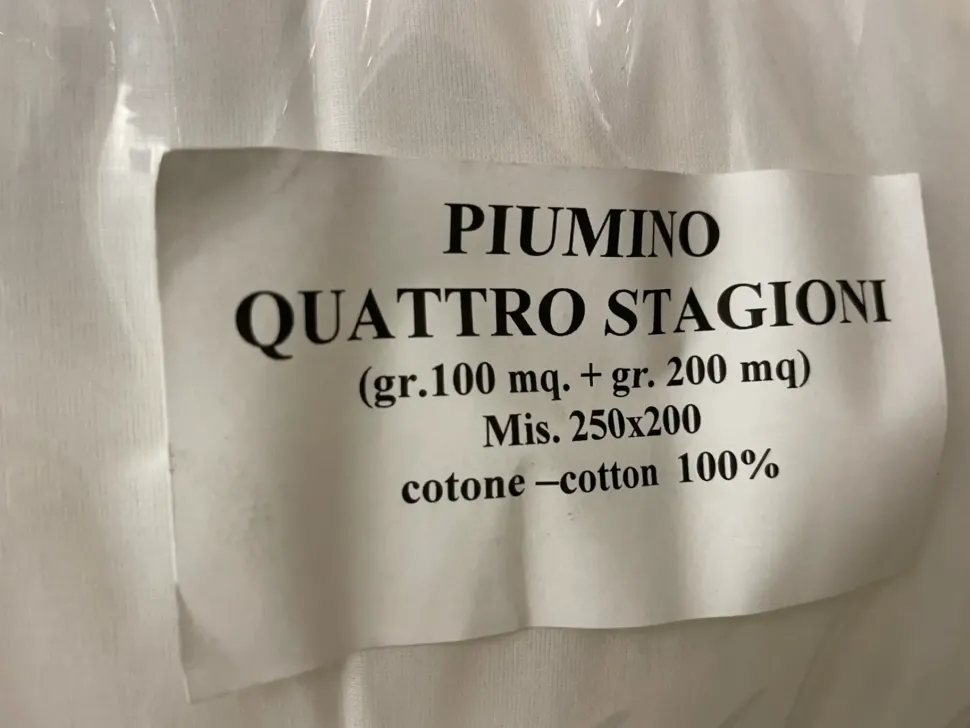 PIUMINO
QUATTRO STAGIONI
(gr.100 mq. + gr. 200 mq)
Mis. 250x200
cotone –cotton 100%